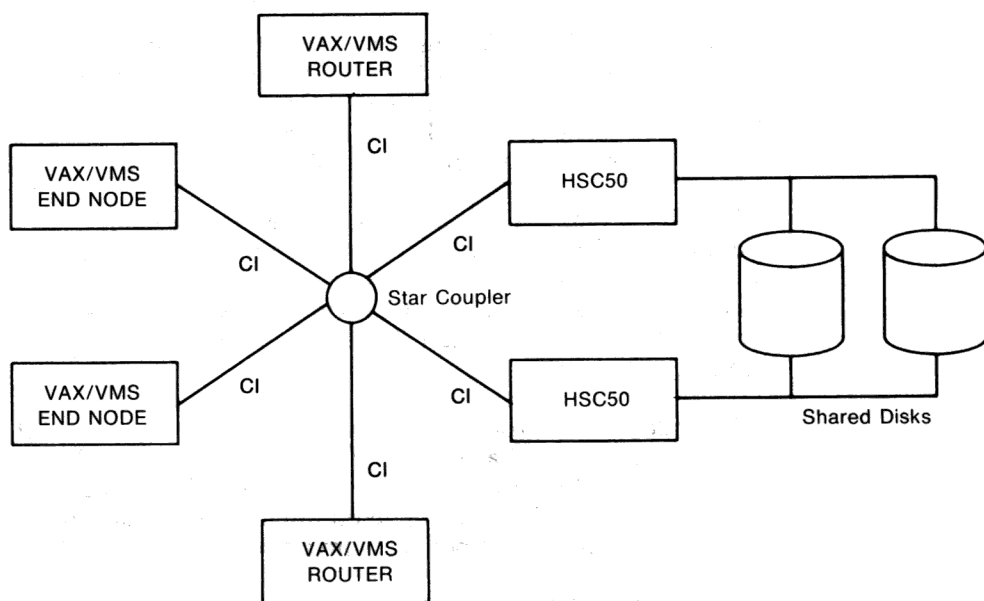 VAX/VMS
ROUTER
CI
VAX/VMS
END NODE
HSC50
CI
CI
Star Coupler
VAX/VMS
END NODE
CI
CI
HSC50
Shared Disks
CI
VAX/VMS
ROUTER